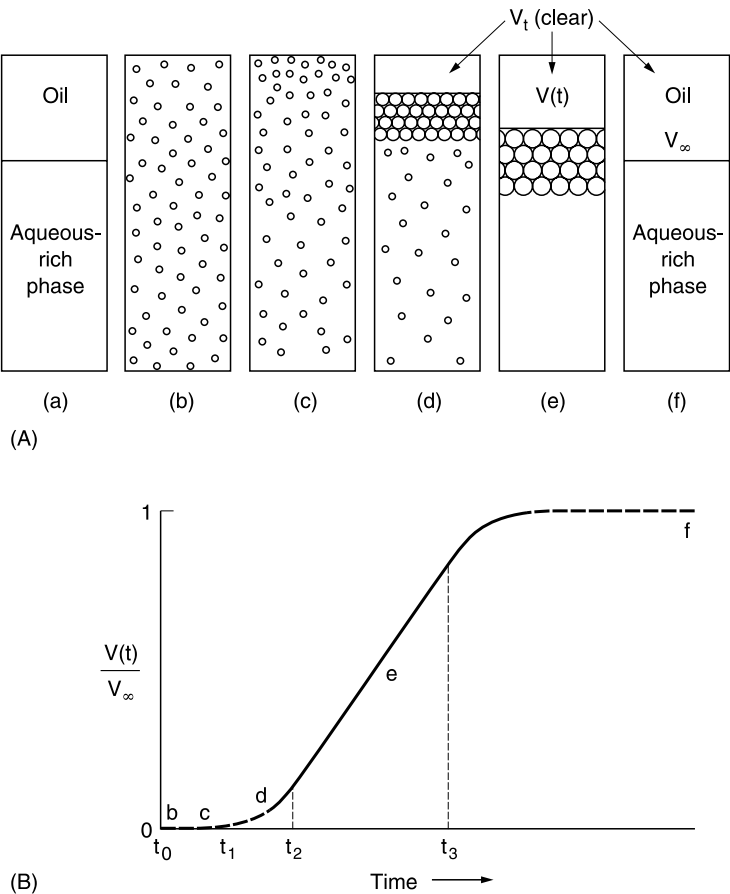 Vt (clear)
Oil
V(t)
Oil
V∞
Aqueous-
rich
phase
Aqueous-
rich
phase
(a)
(b)
(c)
(d)
(e)
(f)
(A)
1
f
V(t)
V∞
e
b
c
d
0
t0
t1
t2
t3
(B)
Time